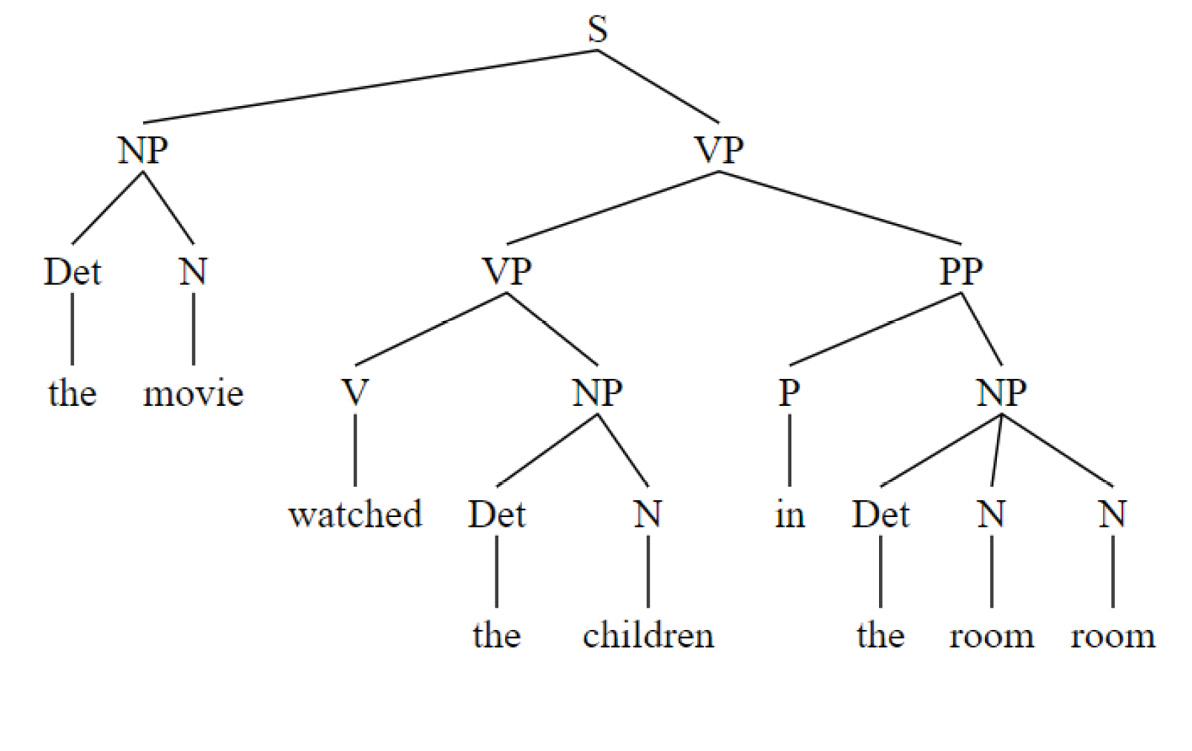 S
NP VP
Det N VP PP
the movie V NP P NP
watched Det N in Det N N
the children the room room